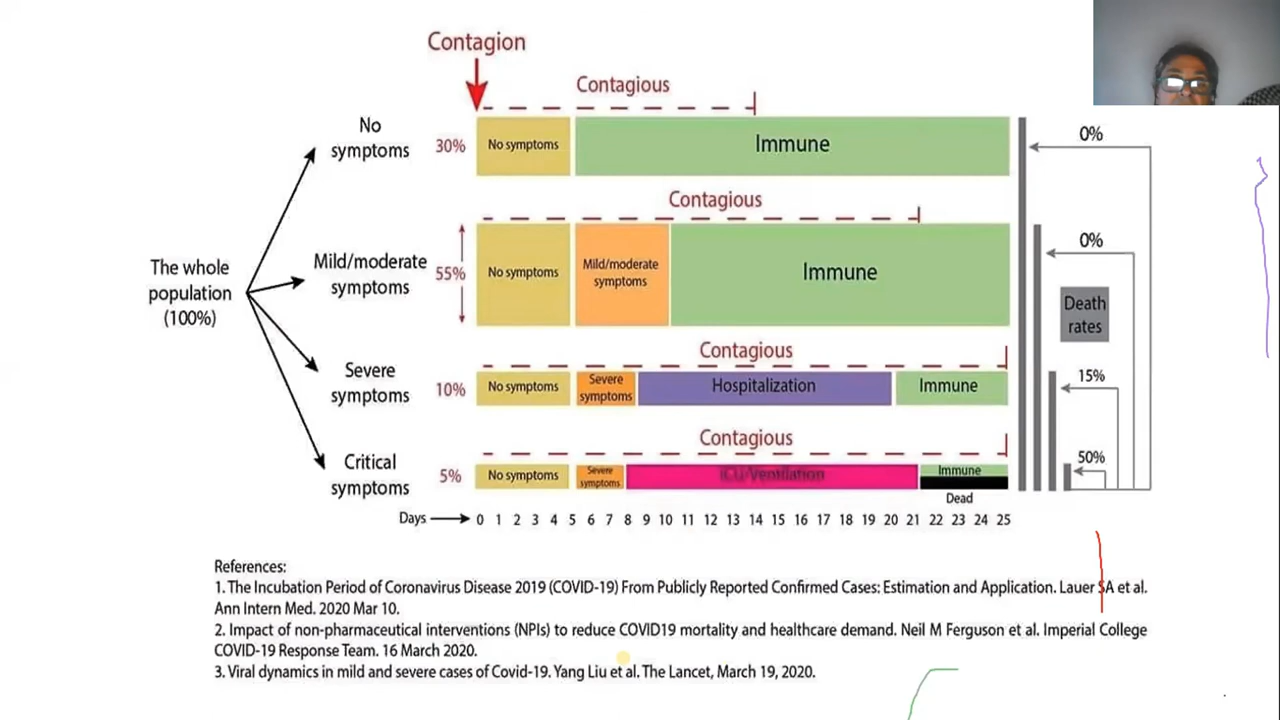 Contagion
Contagious
No
symptoms
30%
No symptoms
Immune
0%
Contagious
The whole
population
(100%)
Mild/moderate
symptoms
55%
No symptoms
Mild/moderate
symptoms
Immune
0%
Death
rates
Contagious
Severe
symptoms
10%
No symptoms
Severe
symptoms
Hospitalization
Immune
15%
Contagious
Critical
symptoms
5%
No symptoms
Severe
symptoms
ICU/Ventilation
Immune
Dead
50%
Days 0 1 2 3 4 5 6 7 8 9 10 11 12 13 14 15 16 17 18 19 20 21 22 23 24 25
References:
1. The Incubation Period of Coronavirus Disease 2019 (COVID-19) From Publicly Reported Confirmed Cases: Estimation and Application. Lauer SA et al.
Ann Intern Med. 2020 Mar 10.
2. Impact of non-pharmaceutical interventions (NPIs) to reduce COVID19 mortality and healthcare demand. Neil M Ferguson et al. Imperial College
COVID-19 Response Team. 16 March 2020.
3. Viral dynamics in mild and severe cases of Covid-19. Yang Liu et al. The Lancet, March 19, 2020.